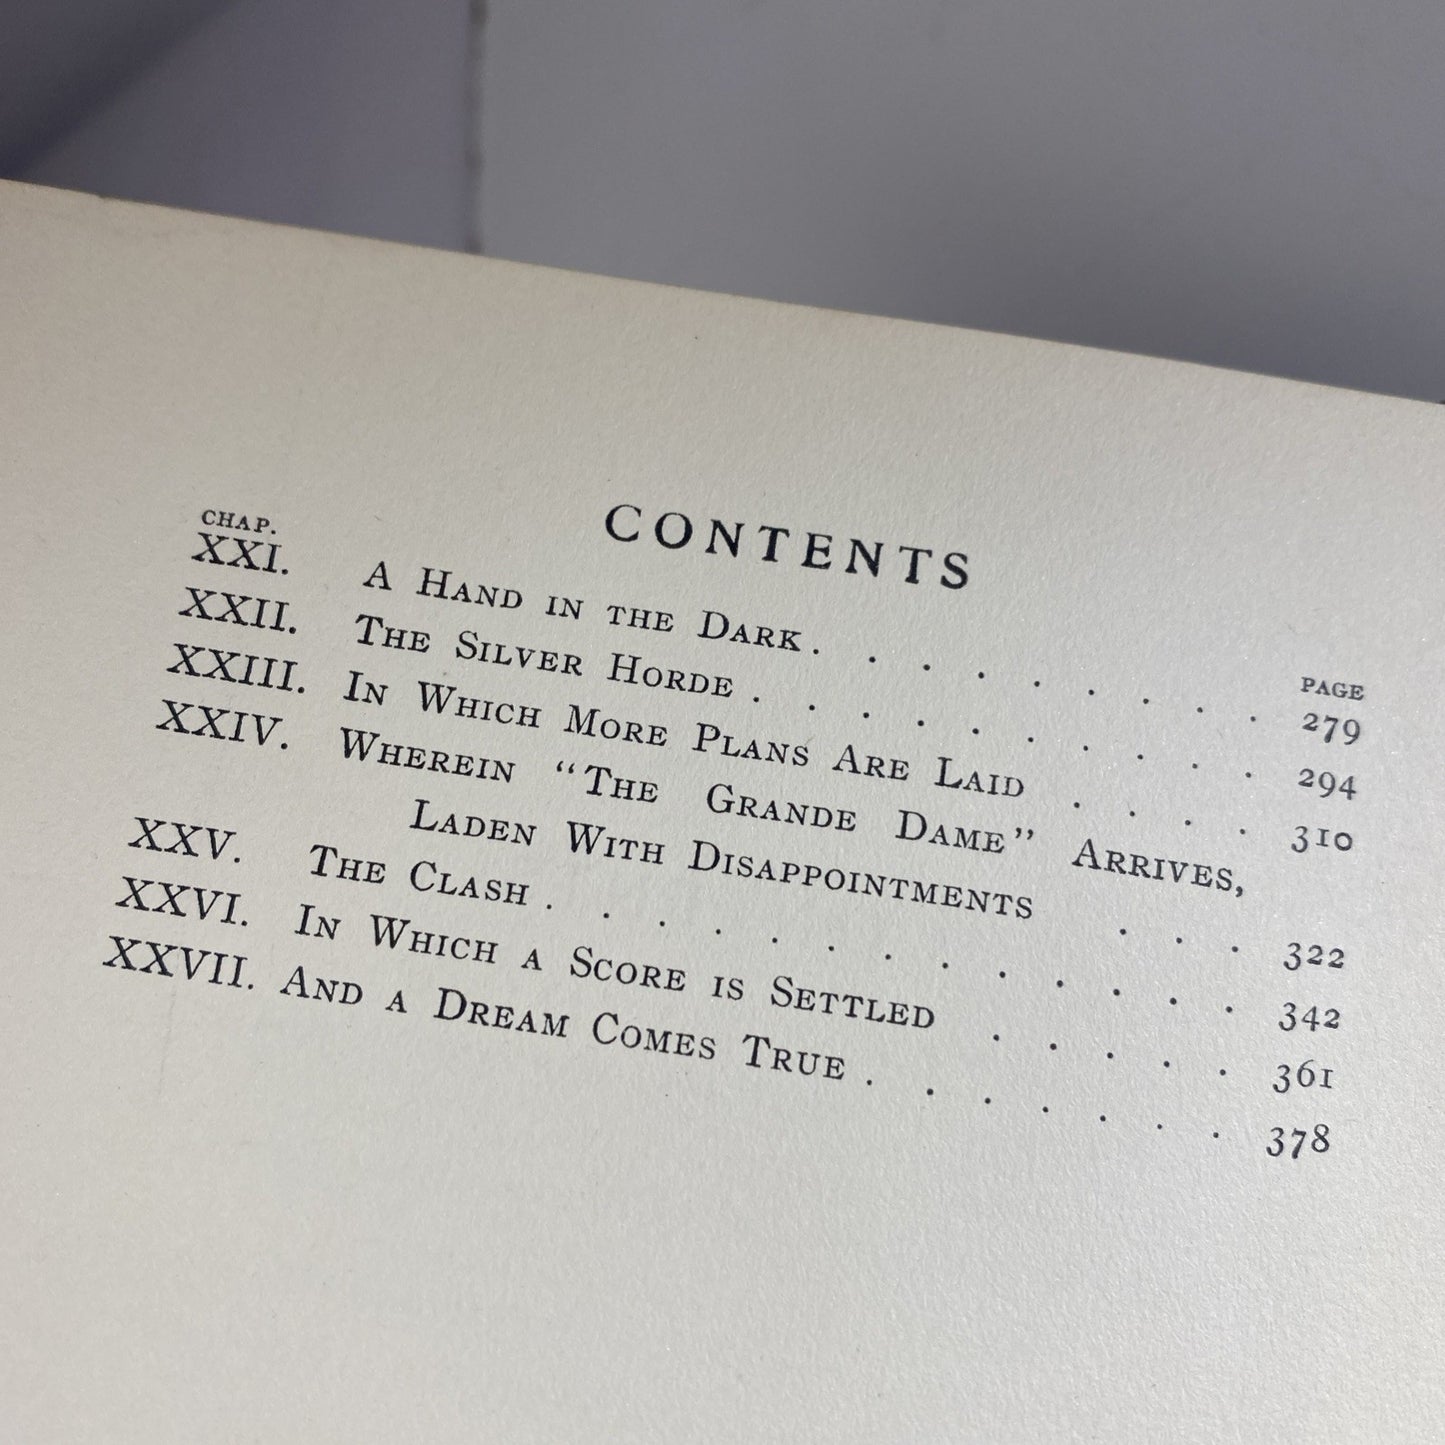 CONTENTS
CHAP. PAGE
XXI. A HAND IN THE DARK . . . . . . . . . 279
XXII. THE SILVER HORDE . . . . . . . . . . 294
XXIII. IN WHICH MORE PLANS ARE LAID . . . . 310
XXIV. WHEREIN “THE GRANDE DAME” ARRIVES,
LADEN WITH DISAPPOINTMENTS . . . 322
XXV. THE CLASH . . . . . . . . . . . . . 342
XXVI. IN WHICH A SCORE IS SETTLED . . . . . 361
XXVII. AND A DREAM COMES TRUE . . . . . . . 378